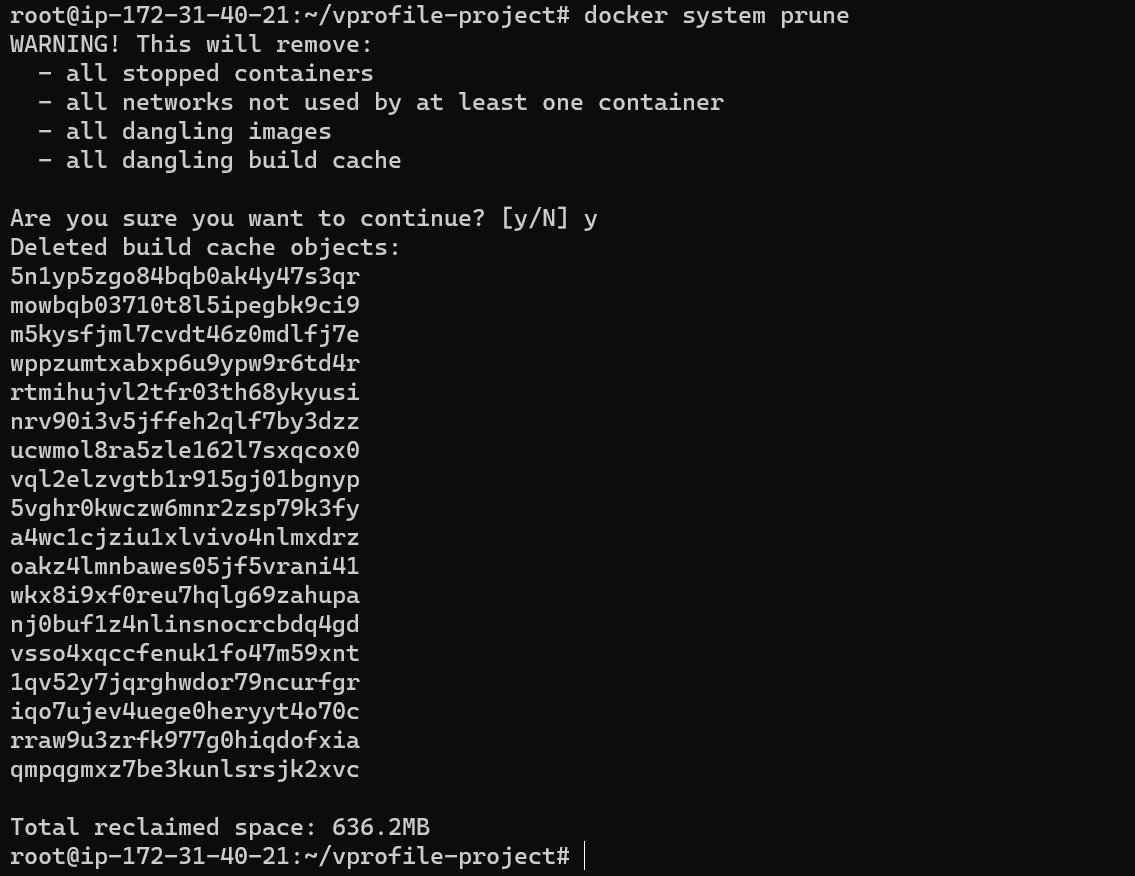 root@ip-172-31-40-21:~/vprofile-project# docker system prune
WARNING! This will remove:
  - all stopped containers
  - all networks not used by at least one container
  - all dangling images
  - all dangling build cache

Are you sure you want to continue? [y/N] y
Deleted build cache objects:
5n1yp5zgo84bqb0ak4y47s3qr
mowbqb03710t8l5ipegbk9ci9
m5kysfjml7cvdt46z0mdlfj7e
wppzumtxabxp6u9ypw9r6td4r
rtmihujvl2tfr03th68ykyusi
nrv90i3v5jffeh2qlf7by3dzz
ucwmol8ra5zle162l7sxqcox0
vql2elzvgtb1r915gj01bgnyp
5vghr0kwczw6mnr2zsp79k3fy
a4wc1cjziu1xlvivo4nlmxdrz
oakz4lmnbawes05jf5vrani41
wkx8i9xf0reu7hqlg69zahupa
nj0buf1z4nlinsnocrcbdq4gd
vsso4xqccfenuk1fo47m59xnt
1qv52y7jqrghwdor79ncurfgr
iqo7ujev4uege0heryyt4o70c
rraw9u3zrfk977g0hiqdofxia
qmpqgmxz7be3kunlsrsjk2xvc

Total reclaimed space: 636.2MB
root@ip-172-31-40-21:~/vprofile-project#